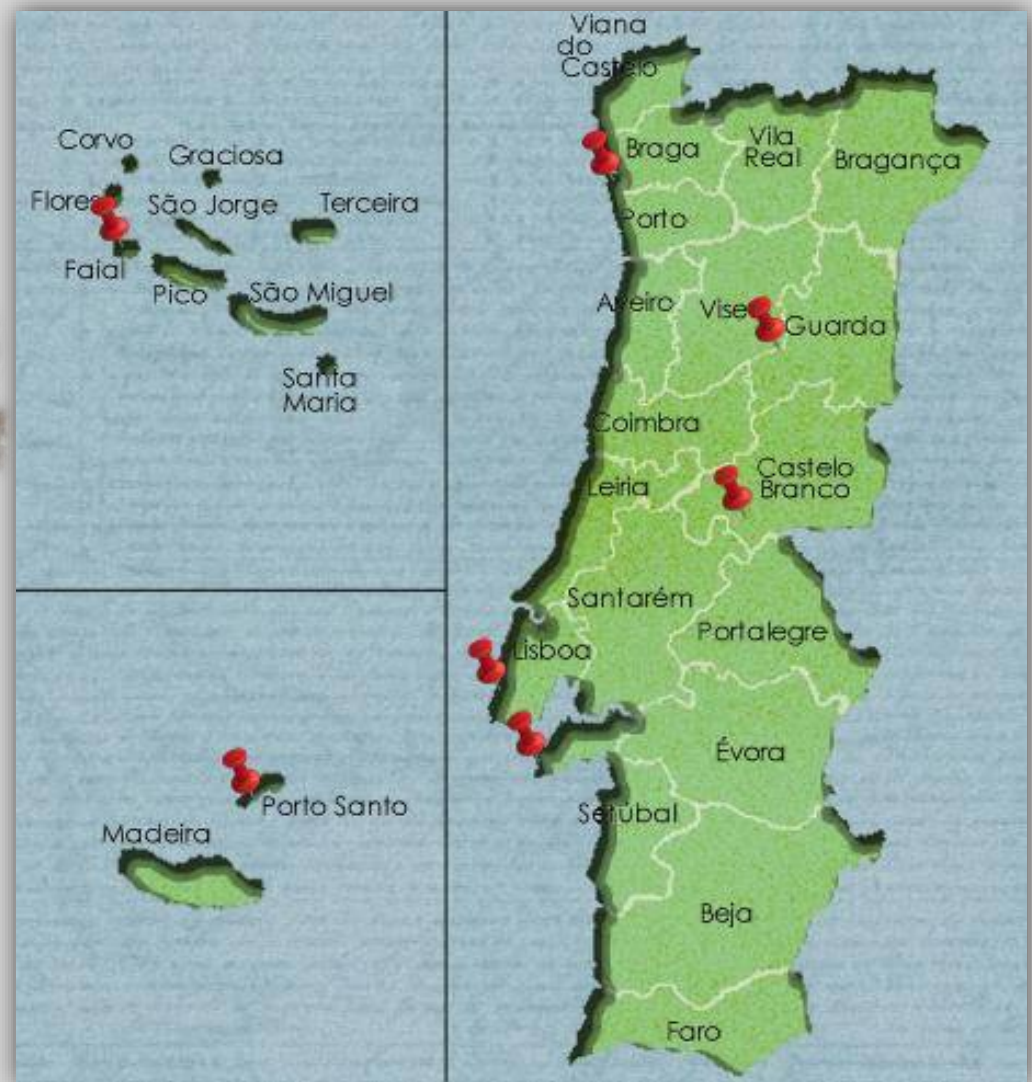 Corvo
Graciosa
Flores
São Jorge
Terceira
Faial
Pico
São Miguel
Santa
Maria
Porto Santo
Madeira
Viana
do
Castelo
Braga
Vila
Real
Bragança
Porto
Aveiro
Vise
Guarda
Coimbra
Leiria
Castelo
Branco
Santarém
Portalegre
Lisboa
Évora
Setúbal
Beja
Faro